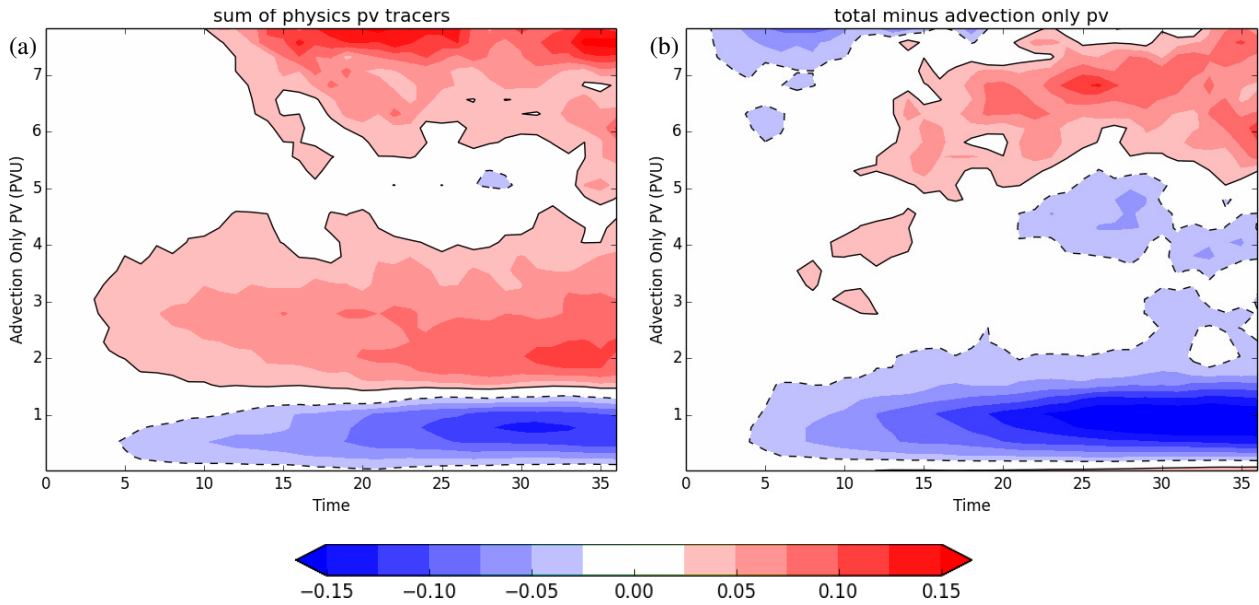 sum of physics pv tracers
(a)
Advection Only PV (PVU)
7
6
5
4
3
2
1
0 5 10 15 20 25 30 35
Time
total minus advection only pv
(b)
Advection Only PV (PVU)
7
6
5
4
3
2
1
0 5 10 15 20 25 30 35
Time
−0.15 −0.10 −0.05 0.00 0.05 0.10 0.15